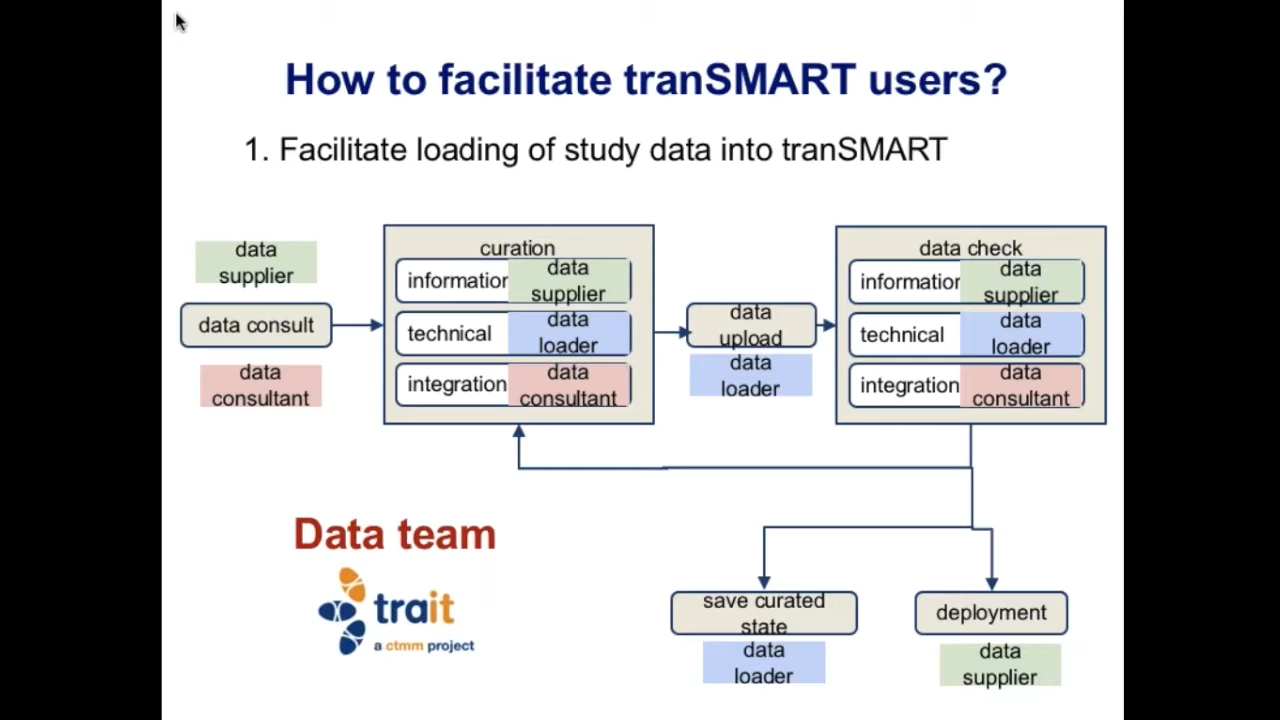 How to facilitate tranSMART users?
1. Facilitate loading of study data into tranSMART
data
supplier
data consult
data
consultant
curation
information
data
supplier
technical
data
loader
integration
data
consultant
data
upload
data
loader
data check
information
data
supplier
technical
data
loader
integration
data
consultant
Data team
trait
a ctmm project
save curated
state
data
loader
deployment
data
supplier